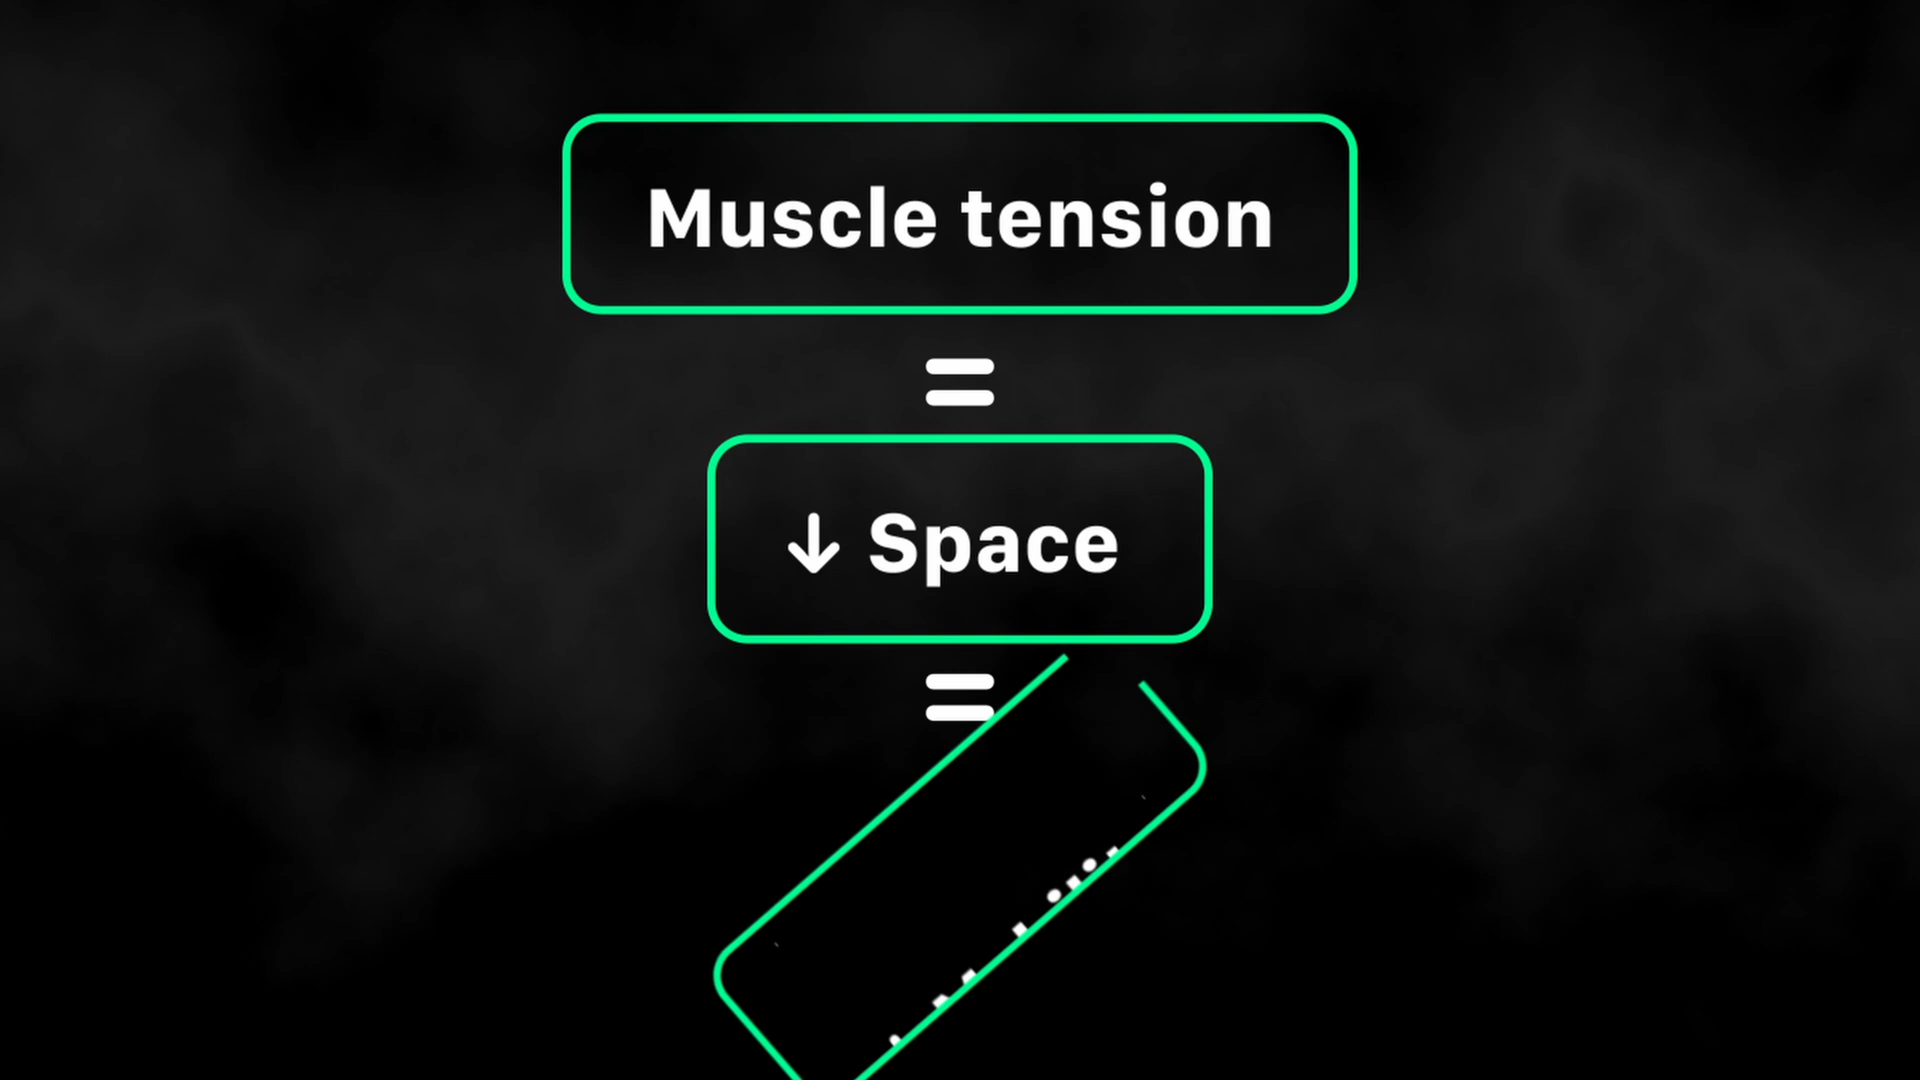 Muscle tension
=
↓ Space
=